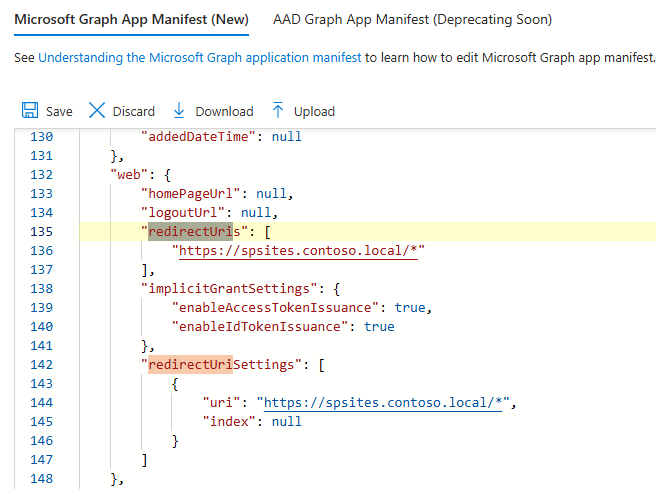 Microsoft Graph App Manifest (New) AAD Graph App Manifest (Deprecating Soon)
See Understanding the Microsoft Graph application manifest to learn how to edit Microsoft Graph app manifest.
Save Discard Download Upload
130 "addedDateTime": null
131 },
132 "web": {
133 "homePageUrl": null,
134 "logoutUrl": null,
135 "redirectUris": [
136 "https://spsites.contoso.local/*"
137 ],
138 "implicitGrantSettings": {
139 "enableAccessTokenIssuance": true,
140 "enableIdTokenIssuance": true
141 },
142 "redirectUriSettings": [
143 {
144 "uri": "https://spsites.contoso.local/*",
145 "index": null
146 }
147 ]
148 },